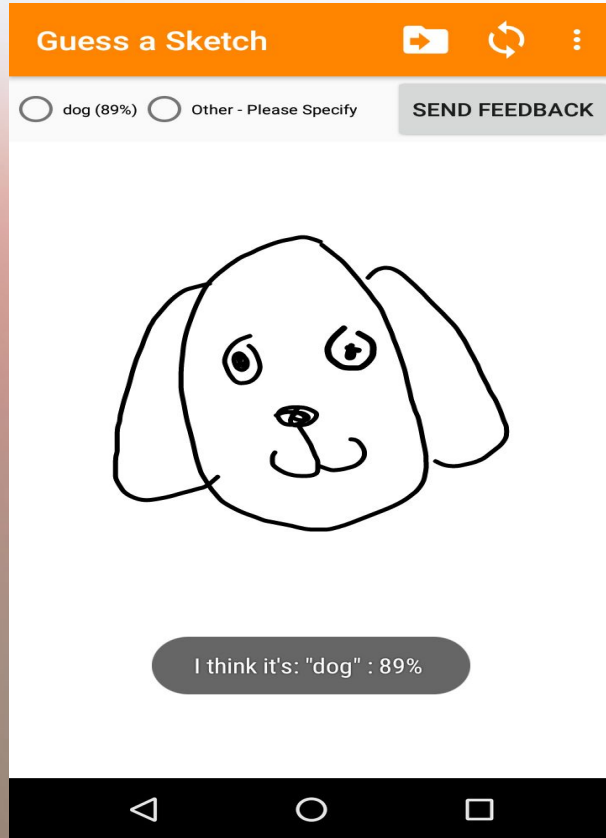 Guess a Sketch
dog (89%) Other - Please Specify SEND FEEDBACK
I think it's: "dog" : 89%